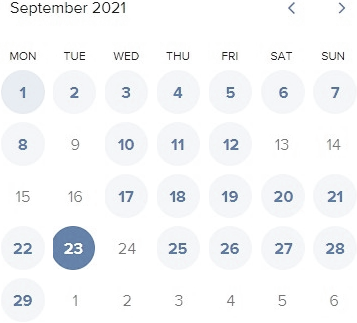 September 2021
MON TUE WED THU FRI SAT SUN
1 2 3 4 5 6 7
8 9 10 11 12 13 14
15 16 17 18 19 20 21
22 23 24 25 26 27 28
29 1 2 3 4 5 6